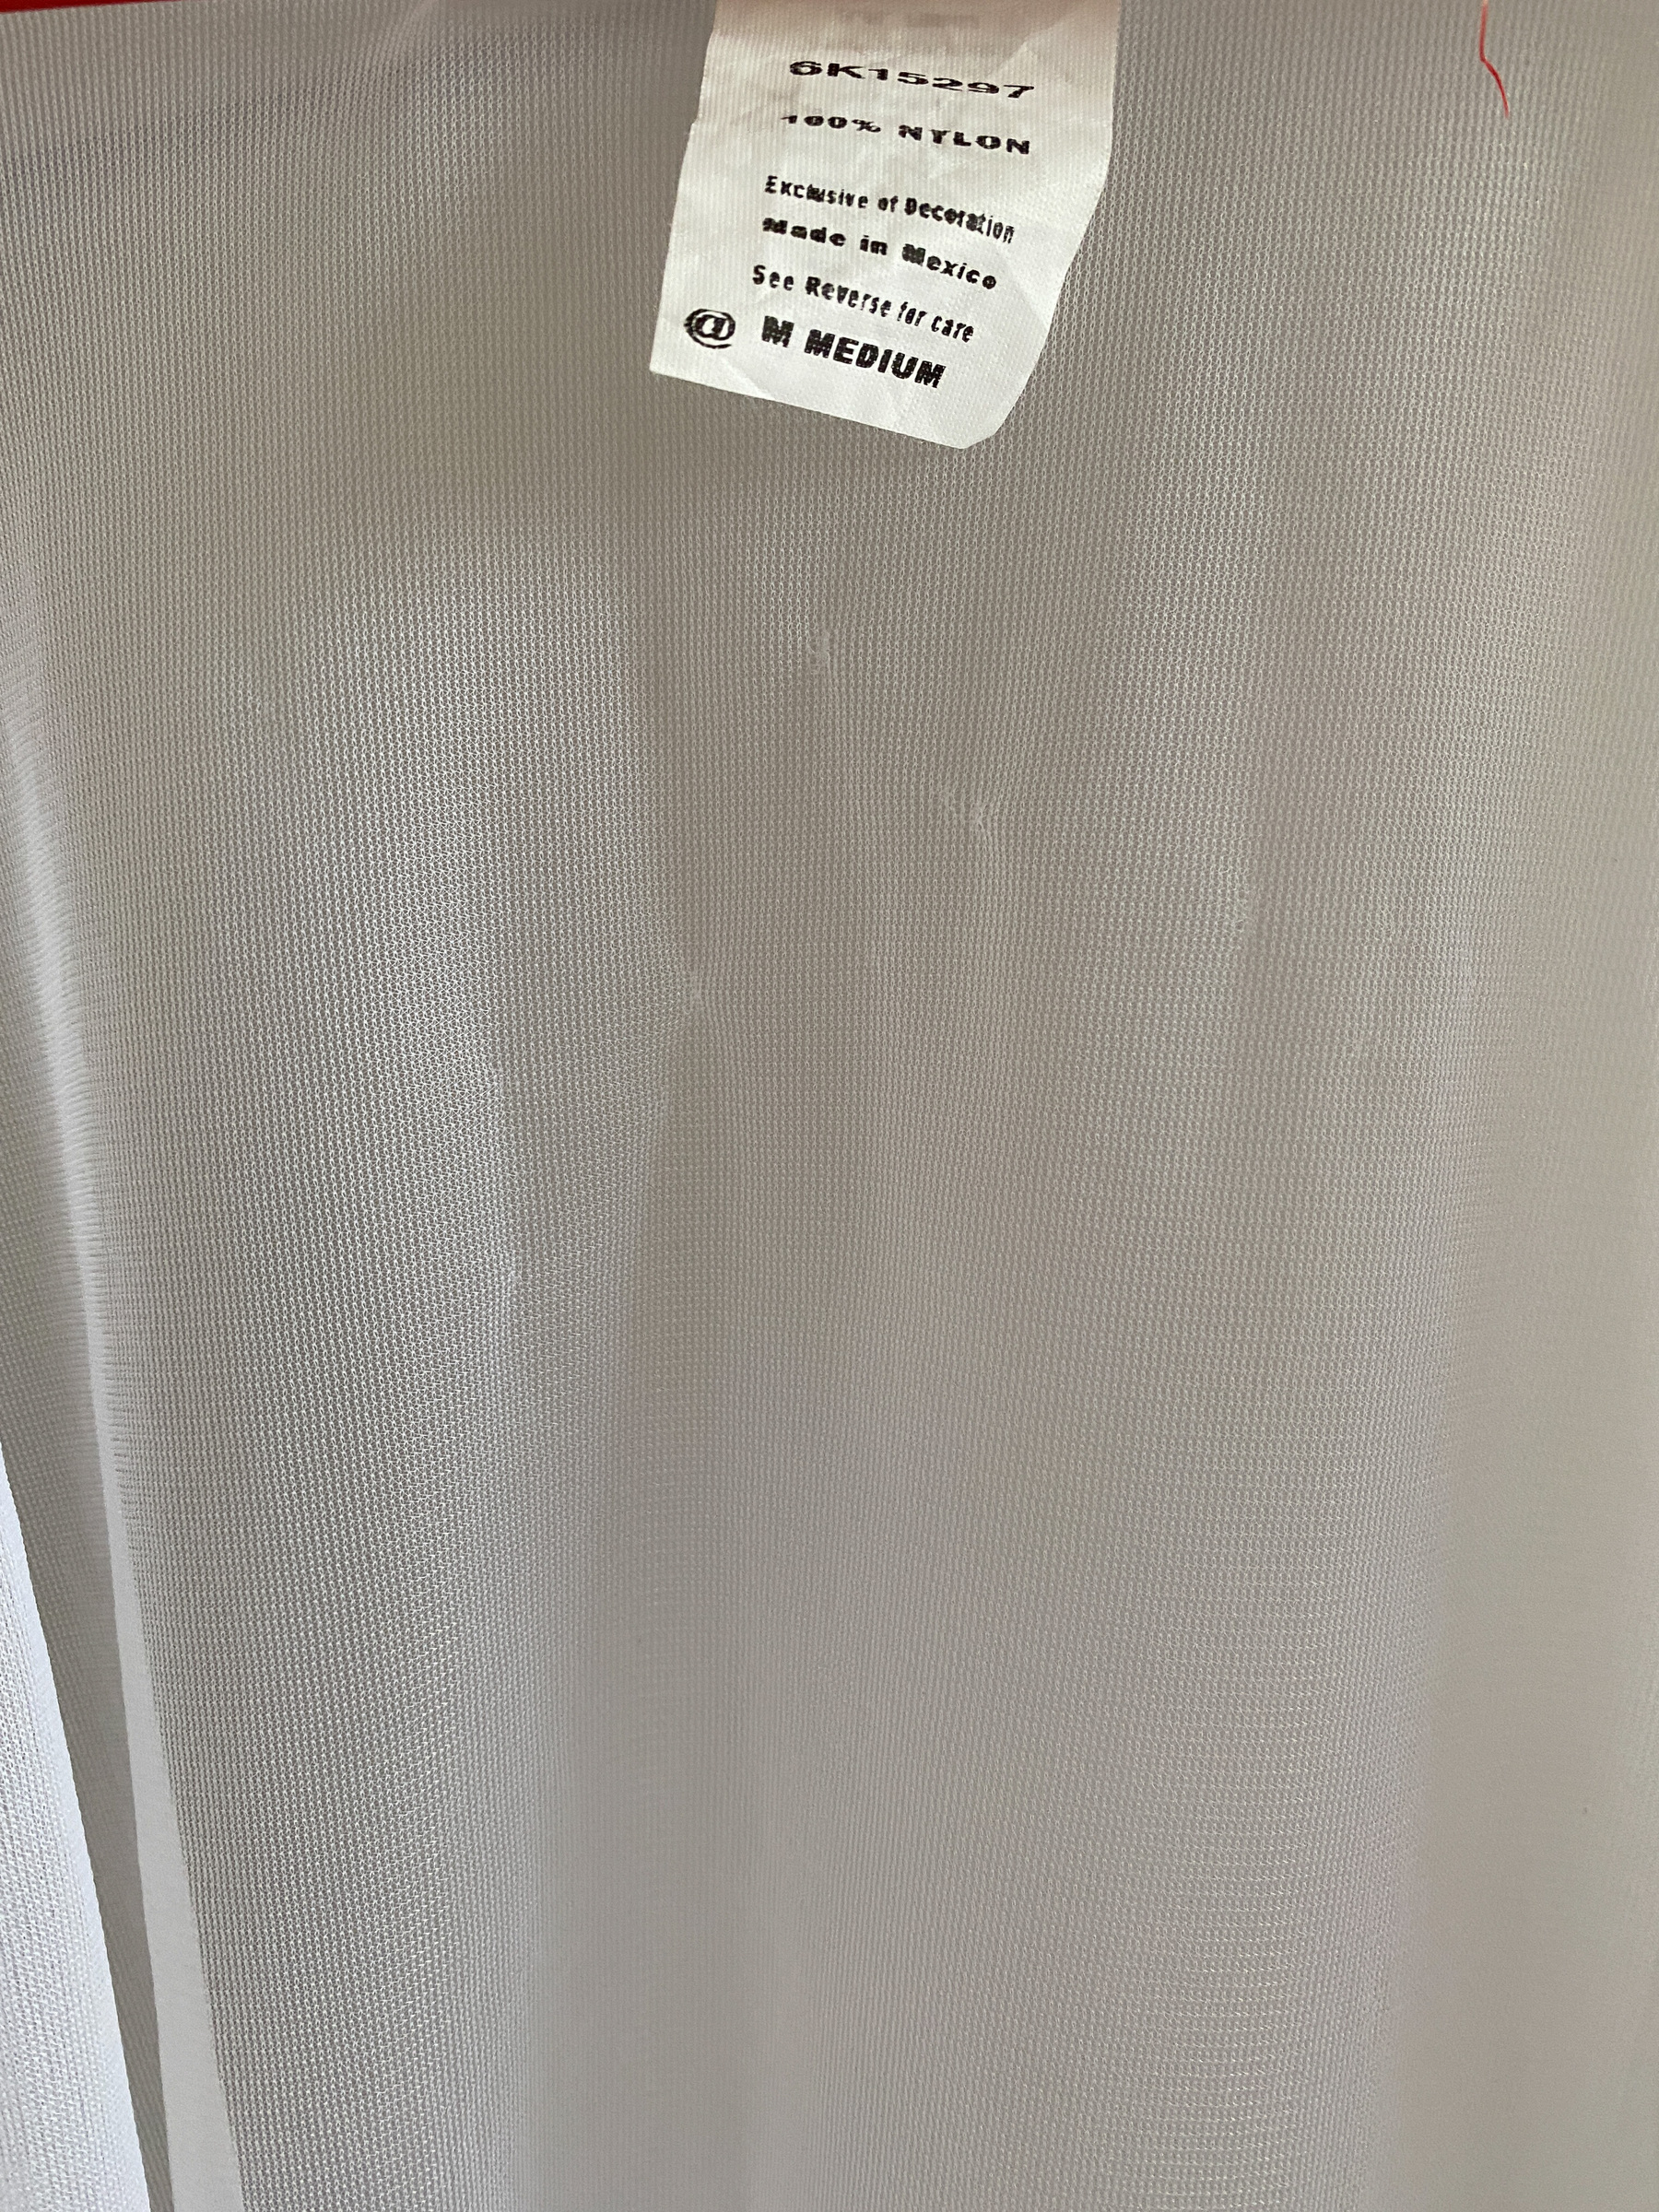 6K15297
100% NYLON
Exclusive of Decoration
Made in Mexico
See Reverse for care
@ M MEDIUM